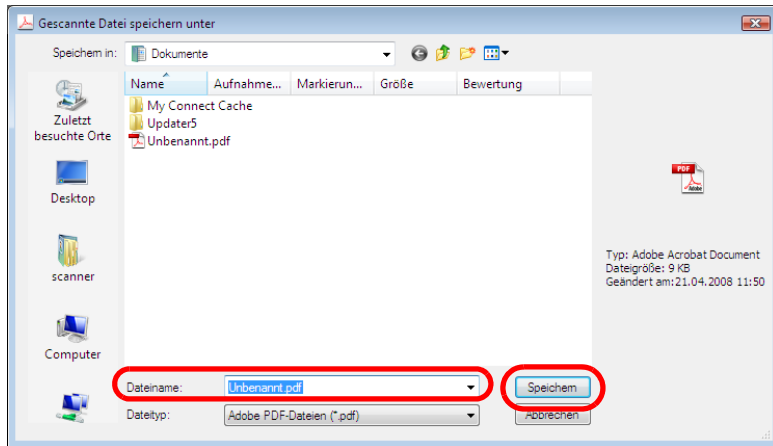 Gescannte Datei speichern unter
Speichern in: Dokumente
Name Aufnahme... Markierun... Größe Bewertung
My Connect Cache
Updater5
Unbenannt.pdf
Zuletzt
besuchte Orte
Desktop
scanner
Computer
PDF
Adobe
Typ: Adobe Acrobat Document
Dateigröße: 9 KB
Geändert am: 21.04.2008 11:50
Dateiname: Unbenannt.pdf Speichern
Dateityp: Adobe PDF-Dateien (*.pdf) Abbrechen